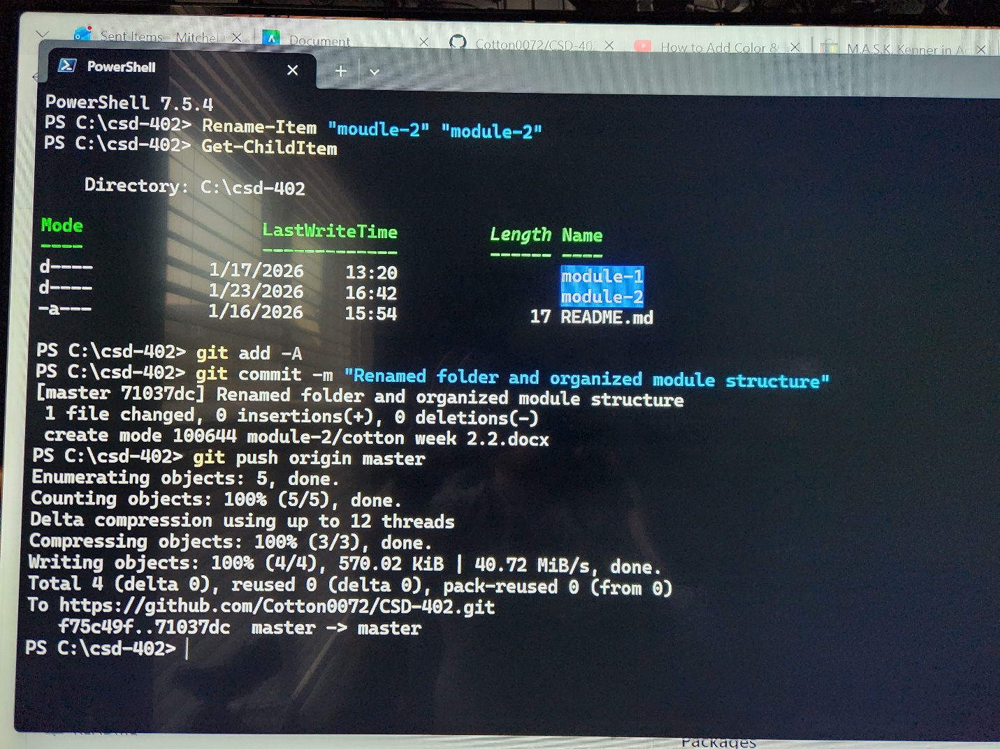 Sent Items - Mitchel
Document
Cotton0072/CSD-40
How to Add Color &
M.A.S.K. Kenner in A
PowerShell
PowerShell 7.5.4
PS C:\csd-402> Rename-Item "moudle-2" "module-2"
PS C:\csd-402> Get-ChildItem
Directory: C:\csd-402
Mode LastWriteTime Length Name
---- ------------- ------ ----
d---- 1/17/2026 13:20 module-1
d---- 1/23/2026 16:42 module-2
-a--- 1/16/2026 15:54 17 README.md
PS C:\csd-402> git add -A
PS C:\csd-402> git commit -m "Renamed folder and organized module structure"
[master 71037dc] Renamed folder and organized module structure
1 file changed, 0 insertions(+), 0 deletions(-)
create mode 100644 module-2/cotton week 2.2.docx
PS C:\csd-402> git push origin master
Enumerating objects: 5, done.
Counting objects: 100% (5/5), done.
Delta compression using up to 12 threads
Compressing objects: 100% (3/3), done.
Writing objects: 100% (4/4), 570.02 KiB | 40.72 MiB/s, done.
Total 4 (delta 0), reused 0 (delta 0), pack-reused 0 (from 0)
To https://github.com/Cotton0072/CSD-402.git
f75c49f..71037dc master -> master
PS C:\csd-402>
Packages